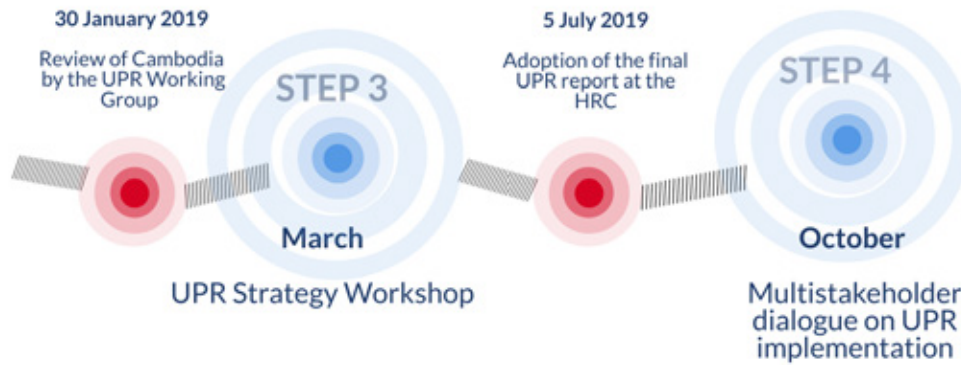 30 January 2019
Review of Cambodia
by the UPR Working
Group
STEP 3
March
UPR Strategy Workshop
5 July 2019
Adoption of the final
UPR report at the
HRC
STEP 4
October
Multistakeholder
dialogue on UPR
implementation